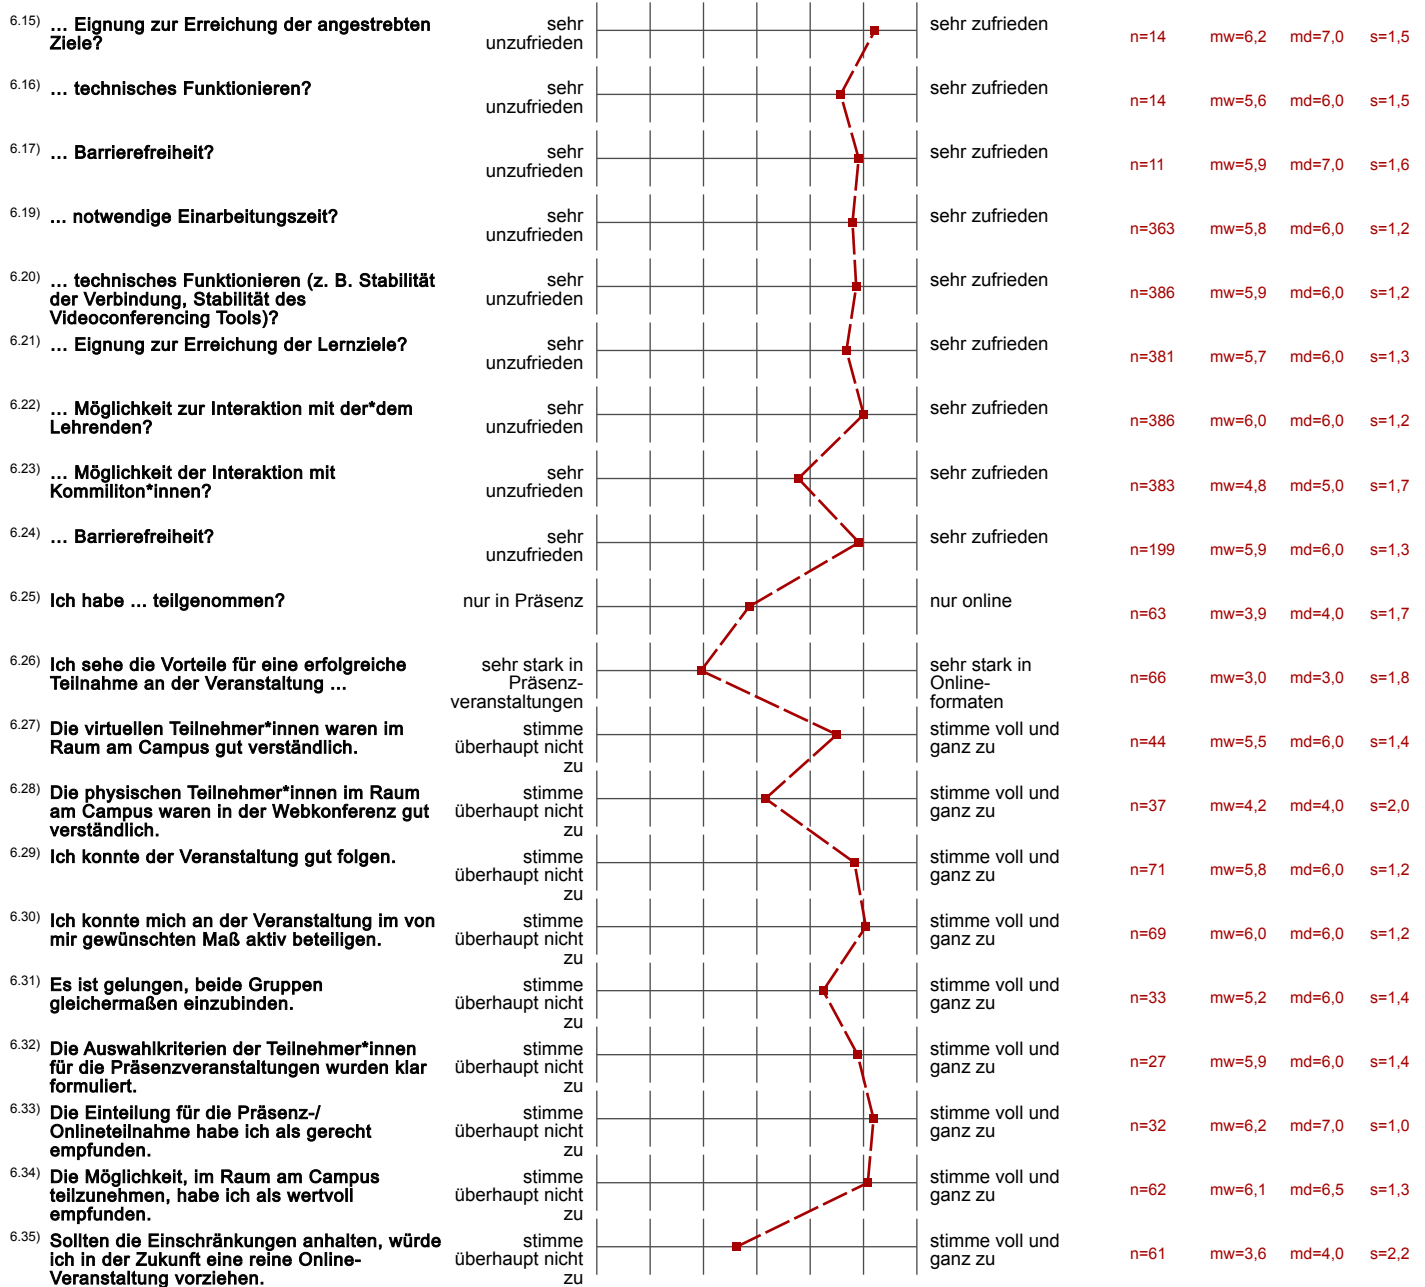 6.15) ... Eignung zur Erreichung der angestrebten Ziele?
sehr unzufrieden
sehr zufrieden
n=14 mw=6,2 md=7,0 s=1,5
6.16) ... technisches Funktionieren?
sehr unzufrieden
sehr zufrieden
n=14 mw=5,6 md=6,0 s=1,5
6.17) ... Barrierefreiheit?
sehr unzufrieden
sehr zufrieden
n=11 mw=5,9 md=7,0 s=1,6
6.19) ... notwendige Einarbeitungszeit?
sehr unzufrieden
sehr zufrieden
n=363 mw=5,8 md=6,0 s=1,2
6.20) ... technisches Funktionieren (z. B. Stabilität
der Verbindung, Stabilität des
Videoconferencing Tools)?
sehr unzufrieden
sehr zufrieden
n=386 mw=5,9 md=6,0 s=1,2
6.21) ... Eignung zur Erreichung der Lernziele?
sehr unzufrieden
sehr zufrieden
n=381 mw=5,7 md=6,0 s=1,3
6.22) ... Möglichkeit zur Interaktion mit der*dem
Lehrenden?
sehr unzufrieden
sehr zufrieden
n=386 mw=6,0 md=6,0 s=1,2
6.23) ... Möglichkeit der Interaktion mit
Kommiliton*innen?
sehr unzufrieden
sehr zufrieden
n=383 mw=4,8 md=5,0 s=1,7
6.24) ... Barrierefreiheit?
sehr unzufrieden
sehr zufrieden
n=199 mw=5,9 md=6,0 s=1,3
6.25) Ich habe ... teilgenommen?
nur in Präsenz
nur online
n=63 mw=3,9 md=4,0 s=1,7
6.26) Ich sehe die Vorteile für eine erfolgreiche
Teilnahme an der Veranstaltung ...
sehr stark in
Präsenz-
veranstaltungen
sehr stark in
Online-
formaten
n=66 mw=3,0 md=3,0 s=1,8
6.27) Die virtuellen Teilnehmer*innen waren im
Raum am Campus gut verständlich.
stimme
überhaupt nicht
zu
stimme voll und
ganz zu
n=44 mw=5,5 md=6,0 s=1,4
6.28) Die physischen Teilnehmer*innen im Raum
am Campus waren in der Webkonferenz gut
verständlich.
stimme
überhaupt nicht
zu
stimme voll und
ganz zu
n=37 mw=4,2 md=4,0 s=2,0
6.29) Ich konnte der Veranstaltung gut folgen.
stimme
überhaupt nicht
zu
stimme voll und
ganz zu
n=71 mw=5,8 md=6,0 s=1,2
6.30) Ich konnte mich an der Veranstaltung im von
mir gewünschten Maß aktiv beteiligen.
stimme
überhaupt nicht
zu
stimme voll und
ganz zu
n=69 mw=6,0 md=6,0 s=1,2
6.31) Es ist gelungen, beide Gruppen
gleichermaßen einzubinden.
stimme
überhaupt nicht
zu
stimme voll und
ganz zu
n=33 mw=5,2 md=6,0 s=1,4
6.32) Die Auswahlkriterien der Teilnehmer*innen
für die Präsenzveranstaltungen wurden klar
formuliert.
stimme
überhaupt nicht
zu
stimme voll und
ganz zu
n=27 mw=5,9 md=6,0 s=1,4
6.33) Die Einteilung für die Präsenz-/
Onlineteilnahme habe ich als gerecht
empfunden.
stimme
überhaupt nicht
zu
stimme voll und
ganz zu
n=32 mw=6,2 md=7,0 s=1,0
6.34) Die Möglichkeit, im Raum am Campus
teilzunehmen, habe ich als wertvoll
empfunden.
stimme
überhaupt nicht
zu
stimme voll und
ganz zu
n=62 mw=6,1 md=6,5 s=1,3
6.35) Sollten die Einschränkungen anhalten, würde
ich in der Zukunft eine reine Online-
Veranstaltung vorziehen.
stimme
überhaupt nicht
zu
stimme voll und
ganz zu
n=61 mw=3,6 md=4,0 s=2,2